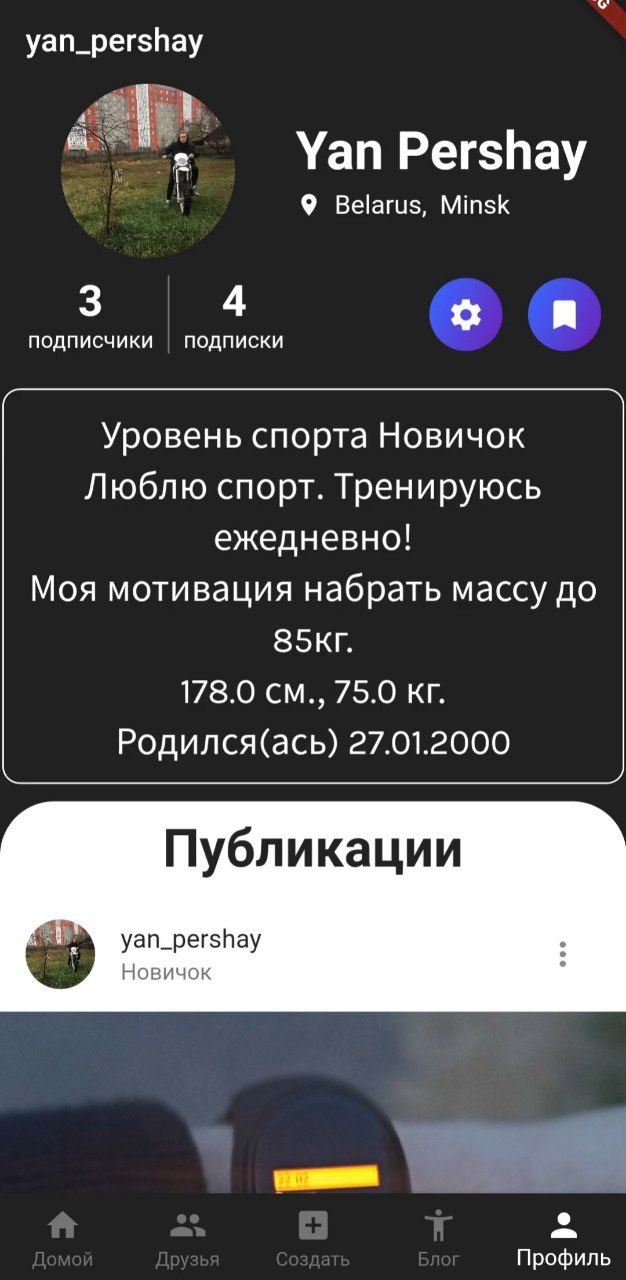 yan_pershay
Yan Pershay
Belarus, Minsk
3
подписчики
4
подписки
Уровень спорта Новичок
Люблю спорт. Тренируюсь
ежедневно!
Моя мотивация набрать массу до
85кг.
178.0 см., 75.0 кг.
Родился(ась) 27.01.2000
Публикации
yan_pershay
Новичок
Домой
Друзья
Создать
Блог
Профиль